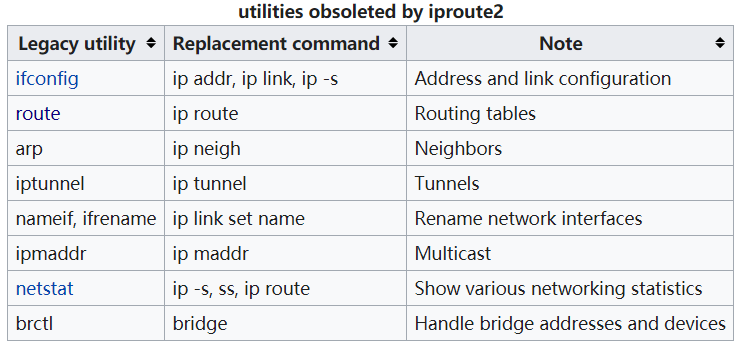 utilities obsoleted by iproute2
Legacy utility Replacement command Note
ifconfig ip addr, ip link, ip -s Address and link configuration
route ip route Routing tables
arp ip neigh Neighbors
iptunnel ip tunnel Tunnels
nameif, ifrename ip link set name Rename network interfaces
ipmaddr ip maddr Multicast
netstat ip -s, ss, ip route Show various networking statistics
brctl bridge Handle bridge addresses and devices